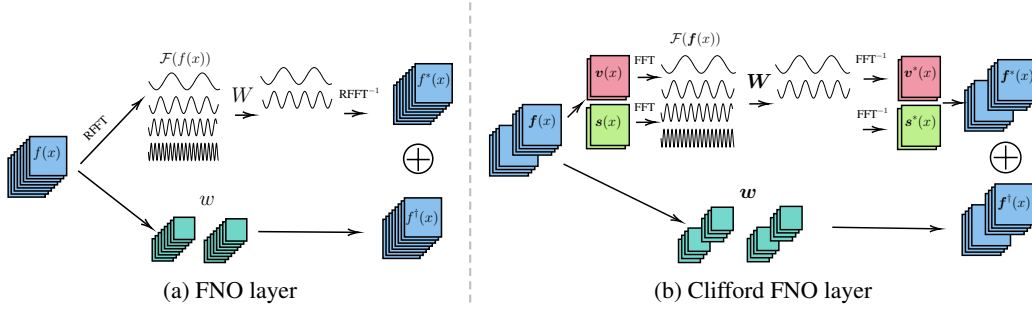 F(f(x))
RFFT
W
RFFT⁻¹
f*(x)
f(x)
w
f†(x)
(a) FNO layer
F(f(x))
v(x)
FFT
W
FFT⁻¹
v*(x)
f*(x)
f(x)
s(x)
FFT
FFT⁻¹
s*(x)
w
f†(x)
(b) Clifford FNO layer